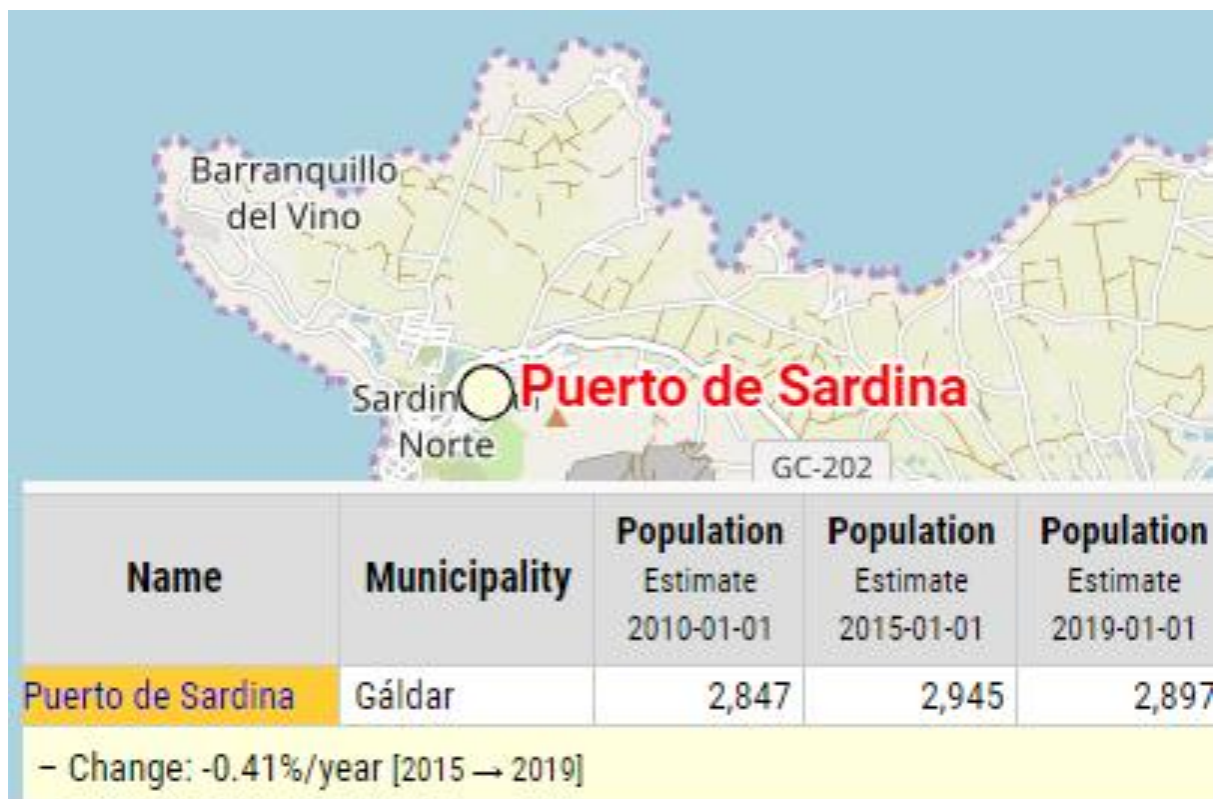 Barranquillo
del Vino
Puerto de Sardina
Norte
GC-202
Name Municipality Population Population Population
Estimate Estimate Estimate
2010-01-01 2015-01-01 2019-01-01
Puerto de Sardina Gáldar 2,847 2,945 2,897
– Change: -0.41%/year [2015 → 2019]